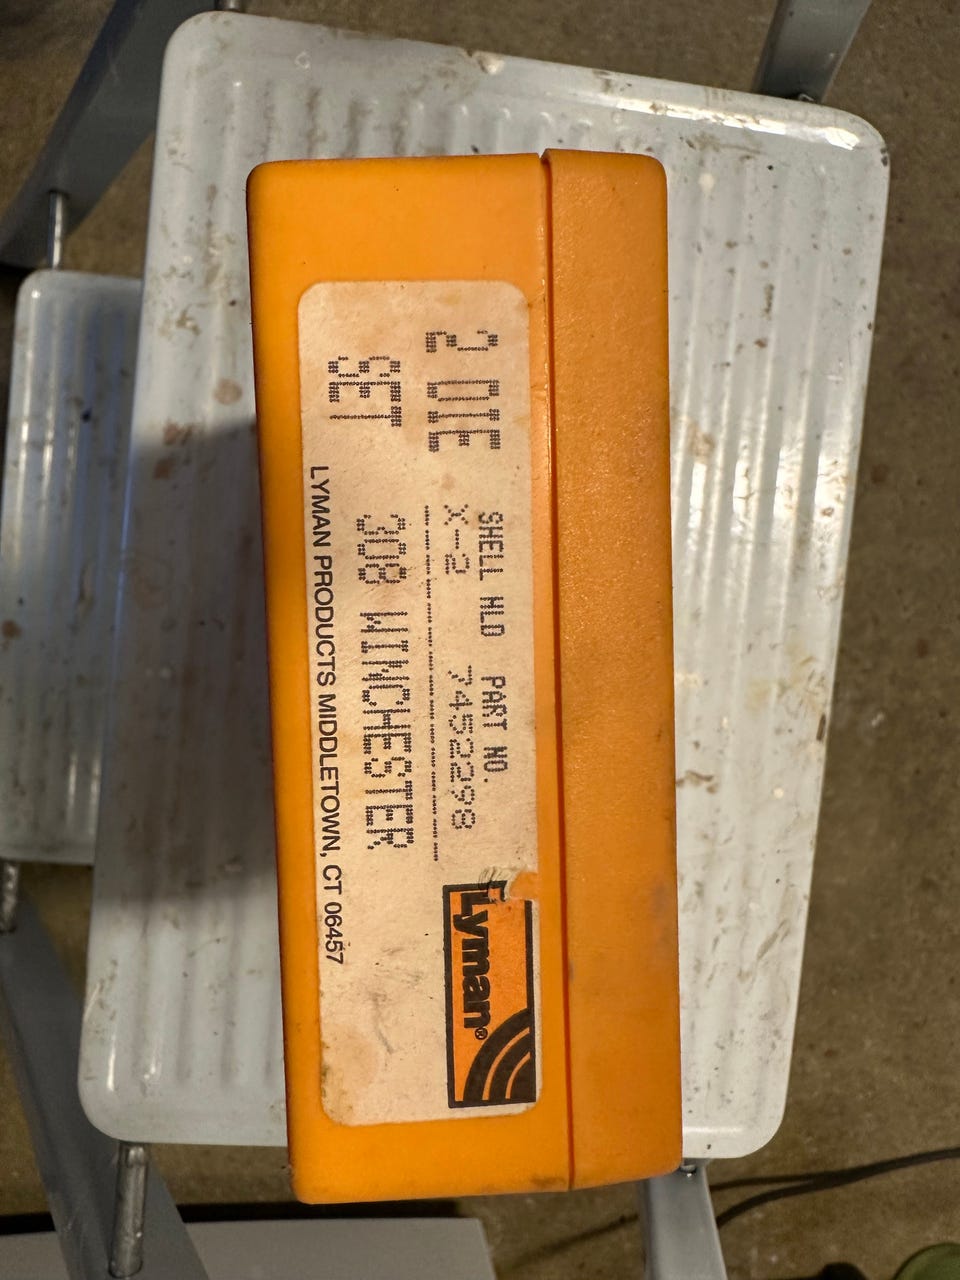 2 DIE
SET
SHELL HLD PART NO.
X-2 7452298
308 WINCHESTER
LYMAN PRODUCTS MIDDLETOWN, CT 06457
Lyman®